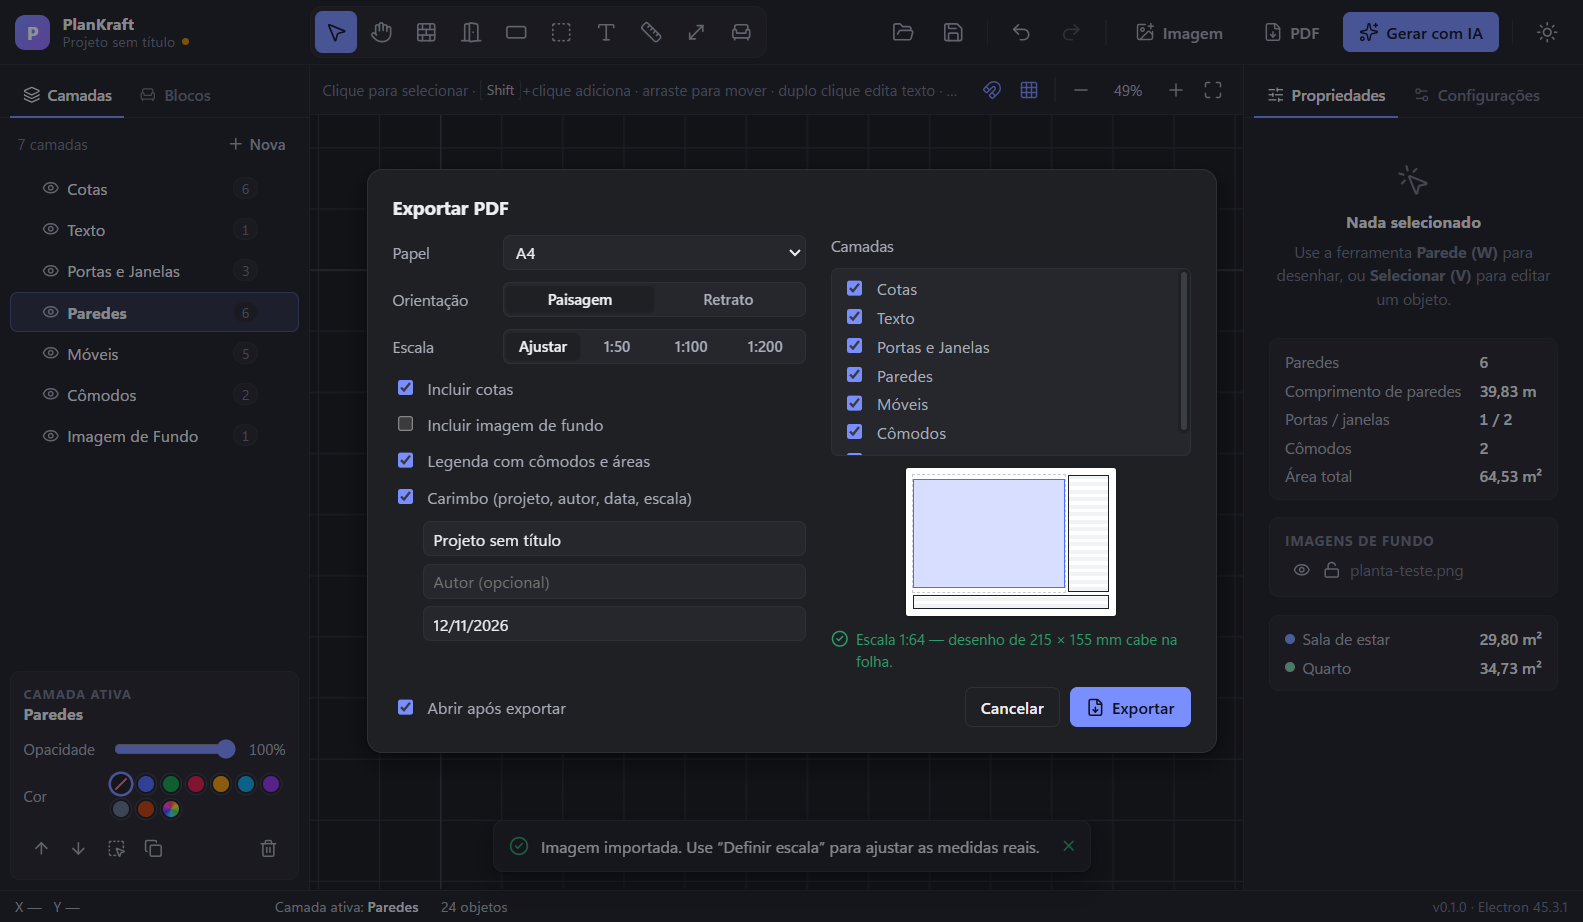 P
PlanKraft
Projeto sem título
Imagem
PDF
Gerar com IA
Camadas
Blocos
Clique para selecionar · Shift +clique adiciona · arraste para mover · duplo clique edita texto · ...
49%
Propriedades
Configurações
7 camadas
Nova
Cotas 6
Texto 1
Portas e Janelas 3
Paredes 6
Móveis 5
Cômodos 2
Imagem de Fundo 1
CAMADA ATIVA
Paredes
Opacidade 100%
Cor
Exportar PDF
Papel A4
Orientação Paisagem Retrato
Escala Ajustar 1:50 1:100 1:200
Incluir cotas
Incluir imagem de fundo
Legenda com cômodos e áreas
Carimbo (projeto, autor, data, escala)
Projeto sem título
Autor (opcional)
12/11/2026
Abrir após exportar
Camadas
Cotas
Texto
Portas e Janelas
Paredes
Móveis
Cômodos
Escala 1:64 — desenho de 215 × 155 mm cabe na
folha.
Cancelar
Exportar
Imagem importada. Use “Definir escala” para ajustar as medidas reais.
Nada selecionado
Use a ferramenta Parede (W) para
desenhar, ou Selecionar (V) para editar
um objeto.
Paredes 6
Comprimento de paredes 39,83 m
Portas / janelas 1 / 2
Cômodos 2
Área total 64,53 m²
IMAGENS DE FUNDO
planta-teste.png
Sala de estar 29,80 m²
Quarto 34,73 m²
X — Y —
Camada ativa: Paredes
24 objetos
v0.1.0 · Electron 45.3.1